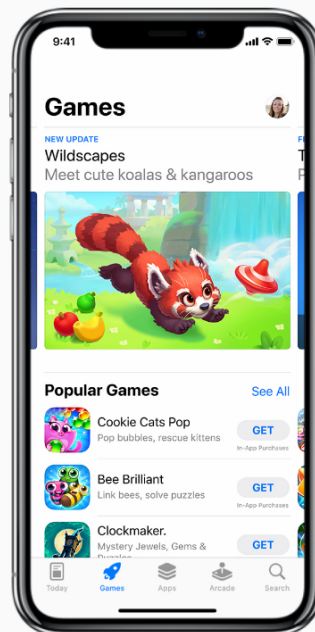 9:41
Games
NEW UPDATE
Wildscapes
Meet cute koalas & kangaroos
Popular Games
See All
Cookie Cats Pop
Pop bubbles, rescue kittens
GET
In-App Purchases
Bee Brilliant
Link bees, solve puzzles
GET
In-App Purchases
Clockmaker.
Mystery Jewels, Gems &
GET
Today
Games
Apps
Arcade
Search